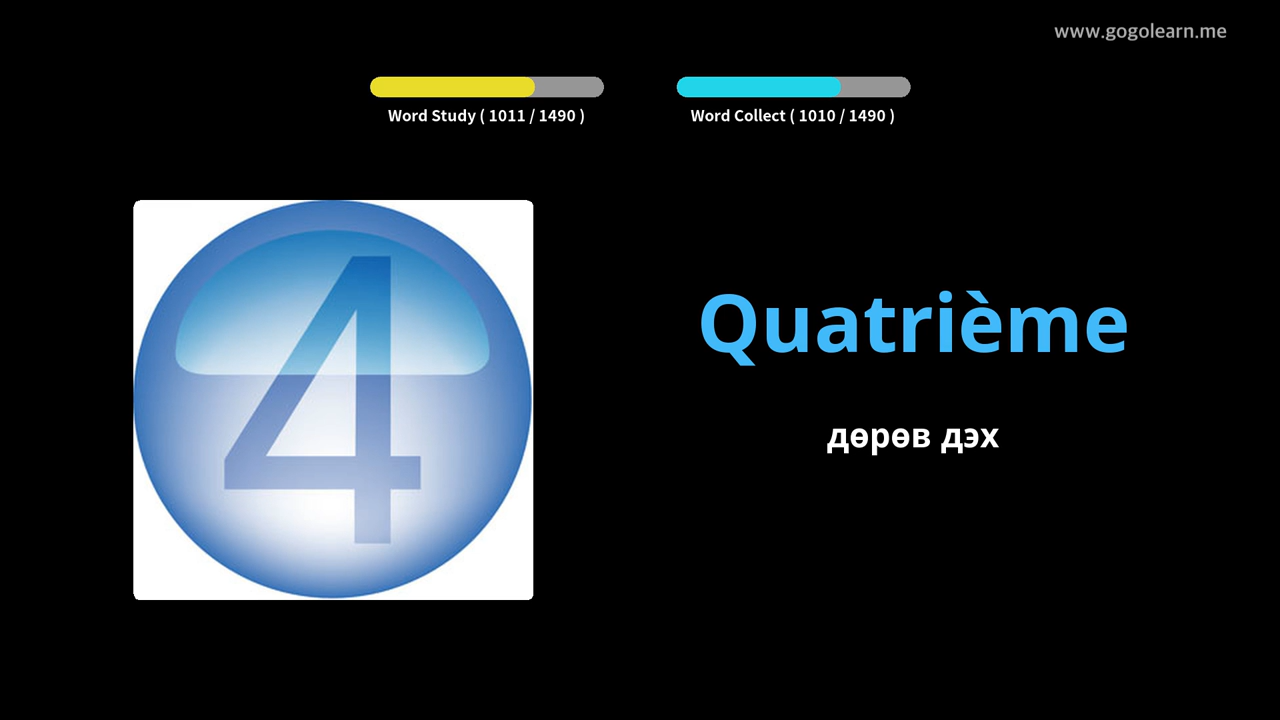 www.gogolearn.me
Word Study ( 1011 / 1490 )
Word Collect ( 1010 / 1490 )
4
Quatrième
дөрөв дэх